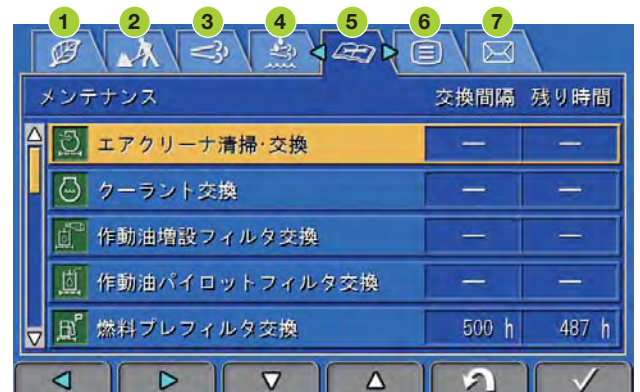 1 2 3 4 5 6 7
メンテナンス 交換間隔 残り時間
エアクリーナ清掃・交換 — —
クーラント交換 — —
作動油増設フィルタ交換 — —
作動油パイロットフィルタ交換 — —
燃料プレフィルタ交換 500 h 487 h